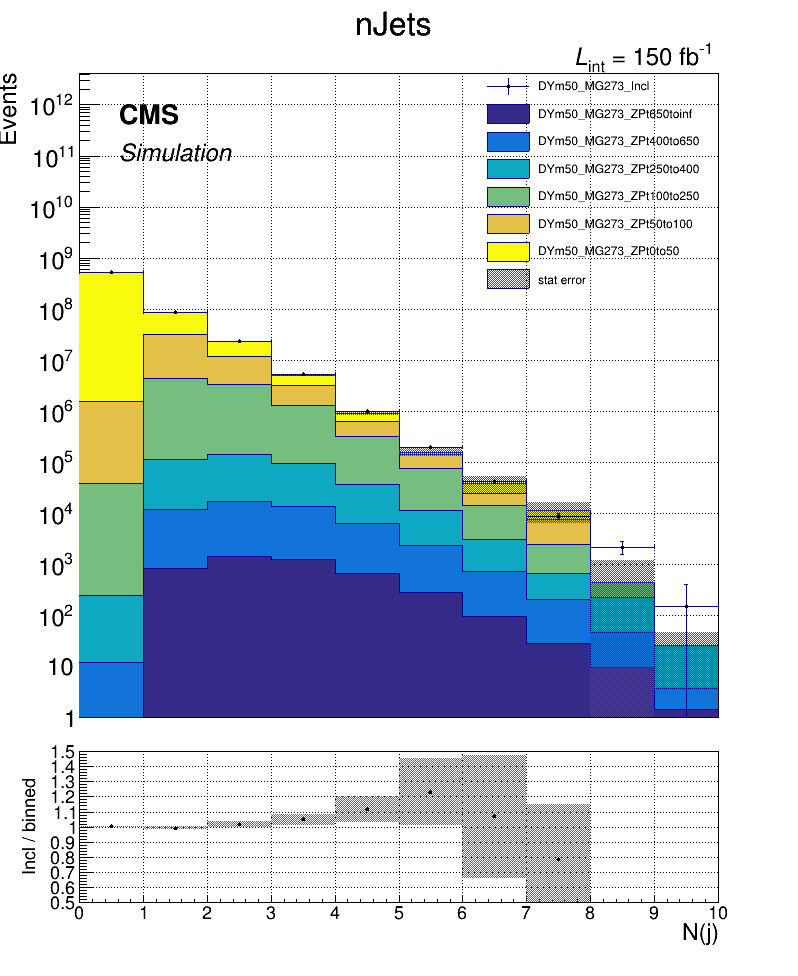 nJets
L_int = 150 fb^-1
Events
CMS
Simulation
DYm50_MG273_Incl
DYm50_MG273_ZPt650toinf
DYm50_MG273_ZPt400to650
DYm50_MG273_ZPt250to400
DYm50_MG273_ZPt100to250
DYm50_MG273_ZPt50to100
DYm50_MG273_ZPt0to50
stat error
10^12
10^11
10^10
10^9
10^8
10^7
10^6
10^5
10^4
10^3
10^2
10
1
Incl / binned
1.5
1.4
1.3
1.2
1.1
1
0.9
0.8
0.7
0.6
0.5
0 1 2 3 4 5 6 7 8 9 10
N(j)